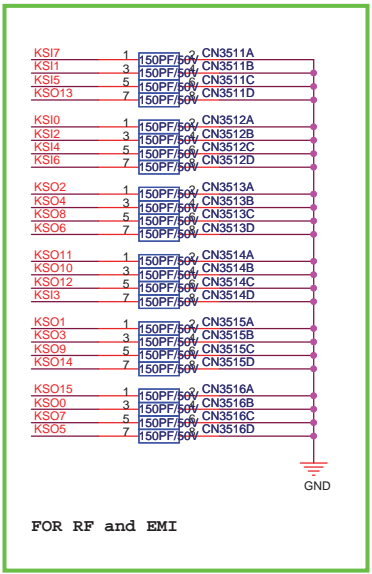 KSI7 1 150PF/50V 2 CN3511A
KSI1 3 150PF/50V 4 CN3511B
KSI5 5 150PF/50V 6 CN3511C
KSO13 7 150PF/50V 8 CN3511D
KSI0 1 150PF/50V 2 CN3512A
KSI2 3 150PF/50V 4 CN3512B
KSI4 5 150PF/50V 6 CN3512C
KSI6 7 150PF/50V 8 CN3512D
KSO2 1 150PF/50V 2 CN3513A
KSO4 3 150PF/50V 4 CN3513B
KSO8 5 150PF/50V 6 CN3513C
KSO6 7 150PF/50V 8 CN3513D
KSO11 1 150PF/50V 2 CN3514A
KSO10 3 150PF/50V 4 CN3514B
KSO12 5 150PF/50V 6 CN3514C
KSI3 7 150PF/50V 8 CN3514D
KSO1 1 150PF/50V 2 CN3515A
KSO3 3 150PF/50V 4 CN3515B
KSO9 5 150PF/50V 6 CN3515C
KSO14 7 150PF/50V 8 CN3515D
KSO15 1 150PF/50V 2 CN3516A
KSO0 3 150PF/50V 4 CN3516B
KSO7 5 150PF/50V 6 CN3516C
KSO5 7 150PF/50V 8 CN3516D
GND
FOR RF and EMI